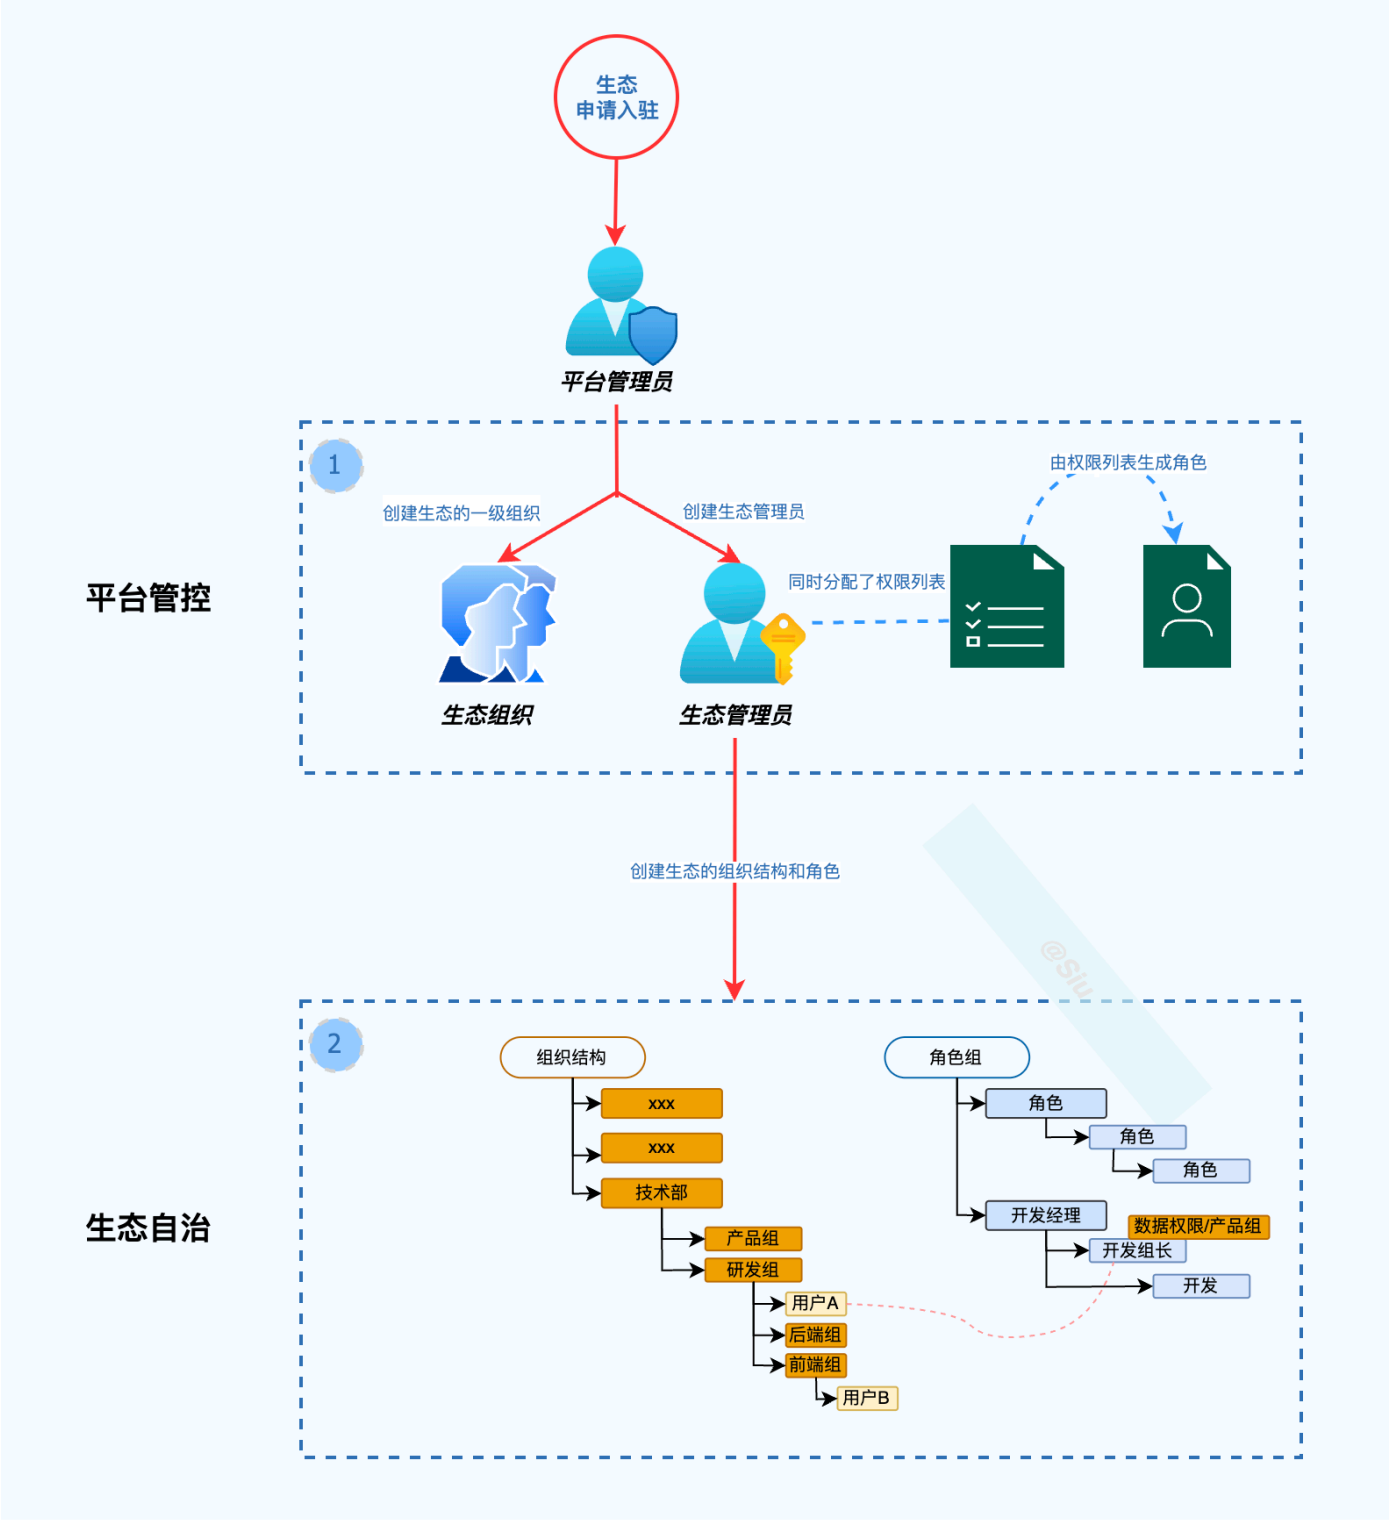 生态
申请入驻
平台管理员
1
由权限列表生成角色
创建生态的一级组织
创建生态管理员
同时分配了权限列表
平台管控
生态组织
生态管理员
创建生态的组织结构和角色
@Siu
2
组织结构
xxx
xxx
技术部
产品组
研发组
用户A
后端组
前端组
用户B
角色组
角色
角色
角色
开发经理
数据权限/产品组
开发组长
开发
生态自治